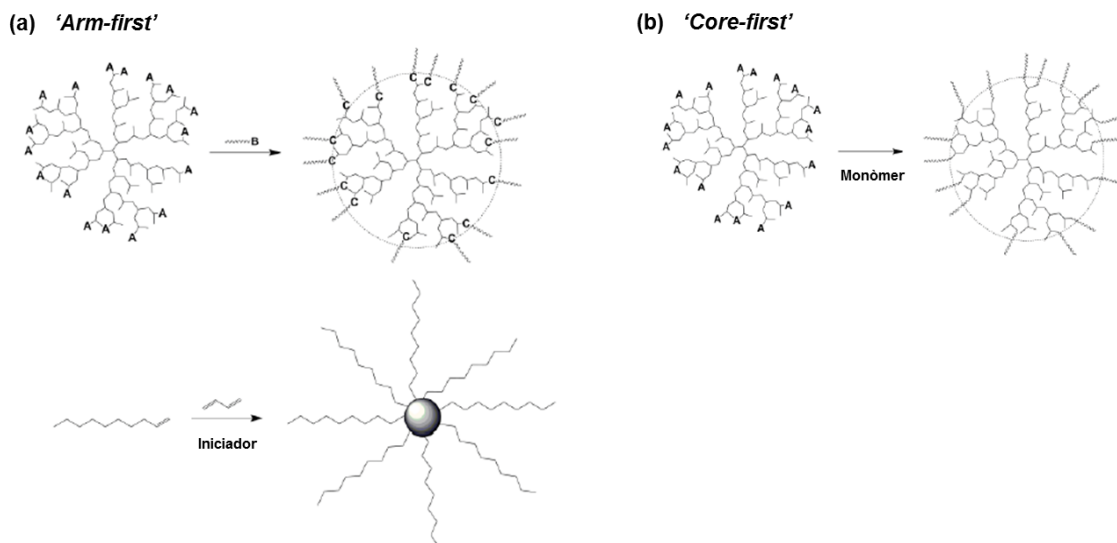 (a) 'Arm-first'
A A A A A A A A A A A A A A A A A
B
C C C C C C C C C C C C C C C C
Iniciador
(b) 'Core-first'
A A A A A A A A A A A A A A A A A
Monòmer